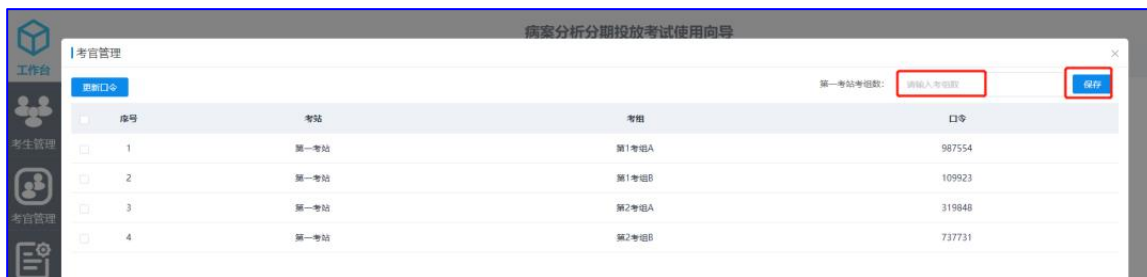 病案分析分期投放考试使用向导
工作台
考官管理
×
更新口令
第一考站考组数: 请输入考组数 保存
序号 考站 考组 口令
1 第一考站 第1考组A 987554
2 第一考站 第1考组B 109923
3 第一考站 第2考组A 319848
4 第一考站 第2考组B 737731
考生管理
考官管理